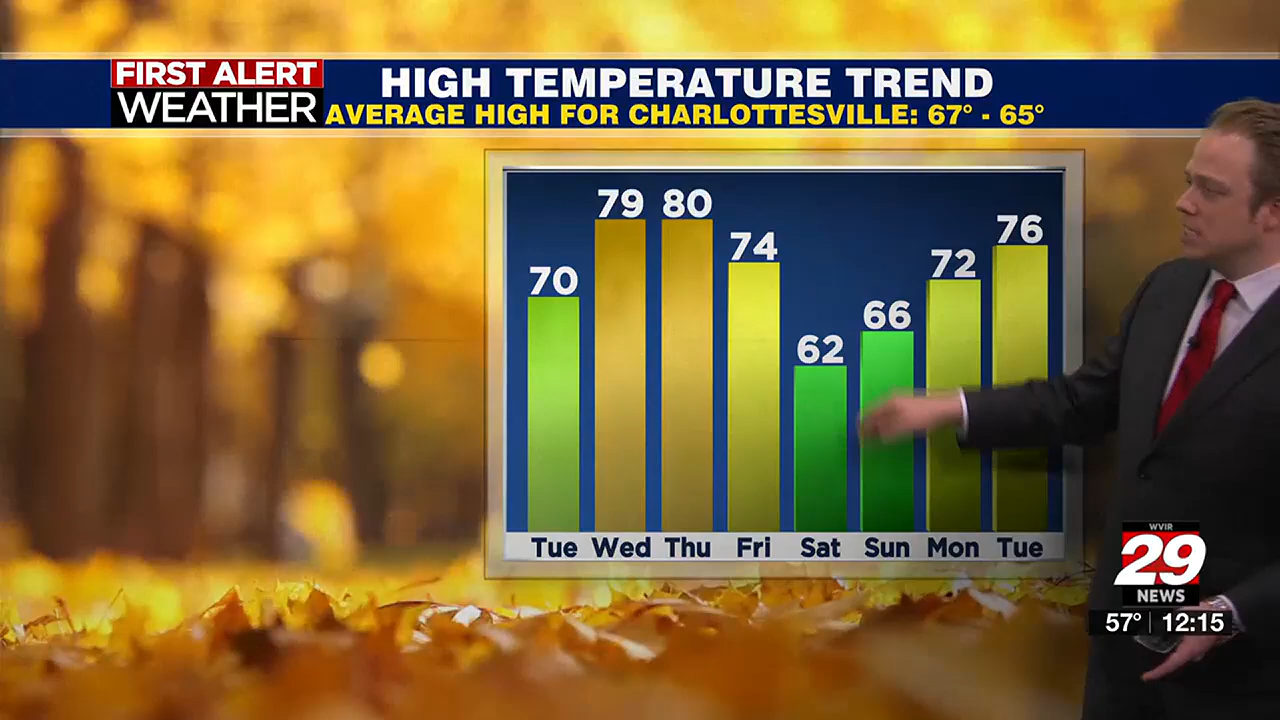 FIRST ALERT
WEATHER
HIGH TEMPERATURE TREND
AVERAGE HIGH FOR CHARLOTTESVILLE: 67° - 65°
70 79 80 74 62 66 72 76
Tue Wed Thu Fri Sat Sun Mon Tue
WVIR
29
NEWS
57° 12:15